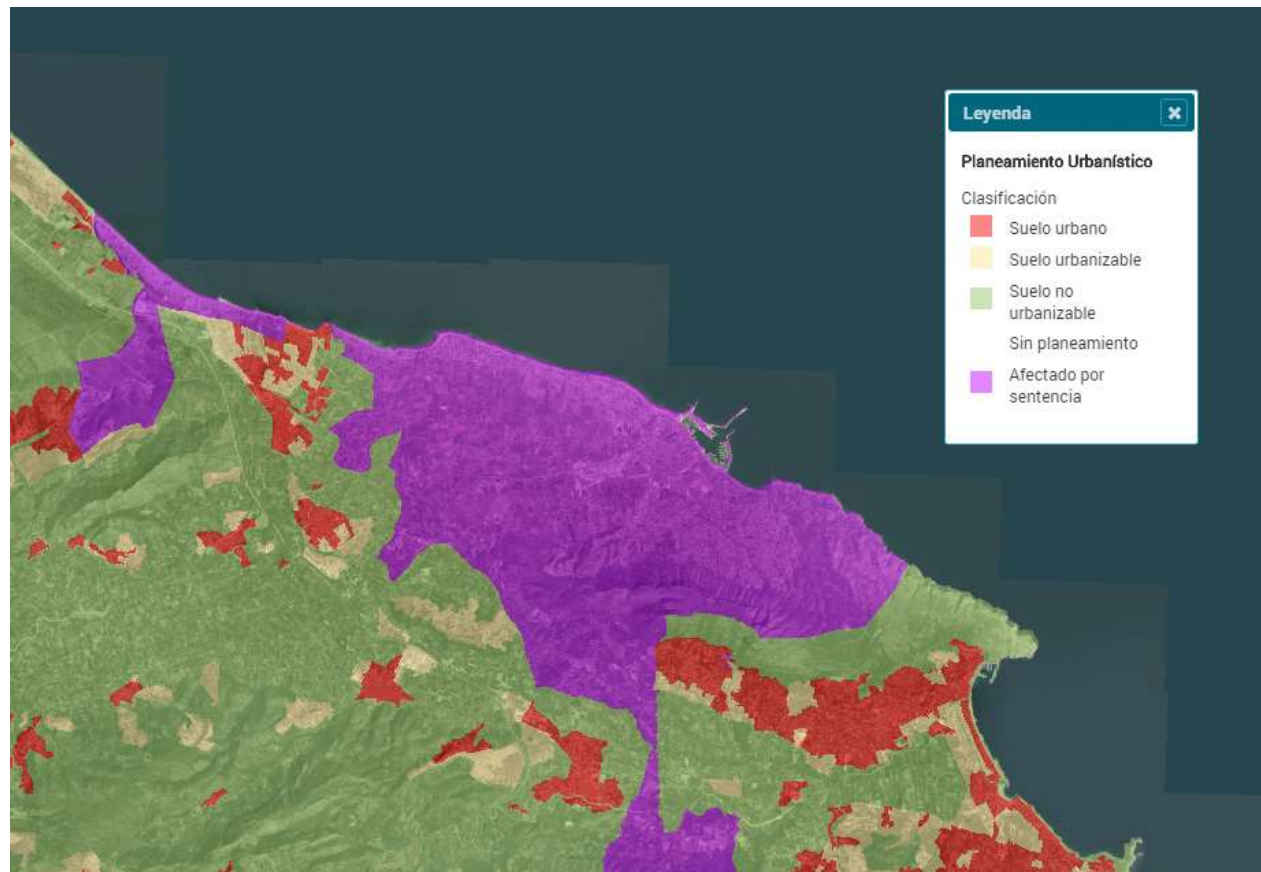 Leyenda
Planeamiento Urbanístico
Clasificación
Suelo urbano
Suelo urbanizable
Suelo no
urbanizable
Sin planeamiento
Afectado por
sentencia